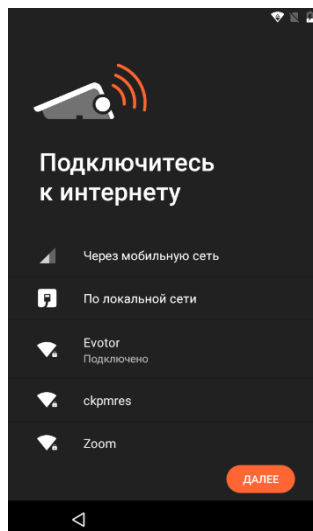 Подключитесь
к интернету
Через мобильную сеть
По локальной сети
Evotor
Подключено
ckpmres
Zoom
ДАЛЕЕ